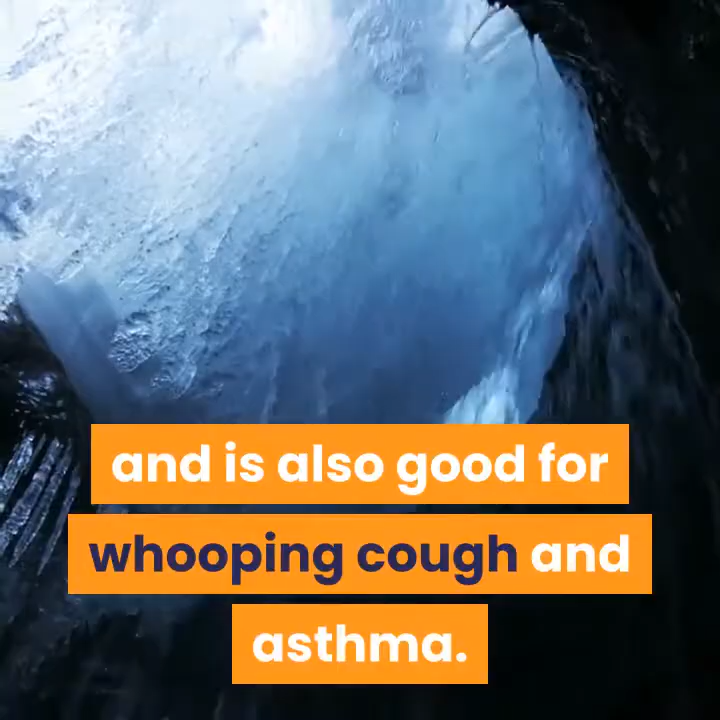 and is also good for
whooping cough and
asthma.